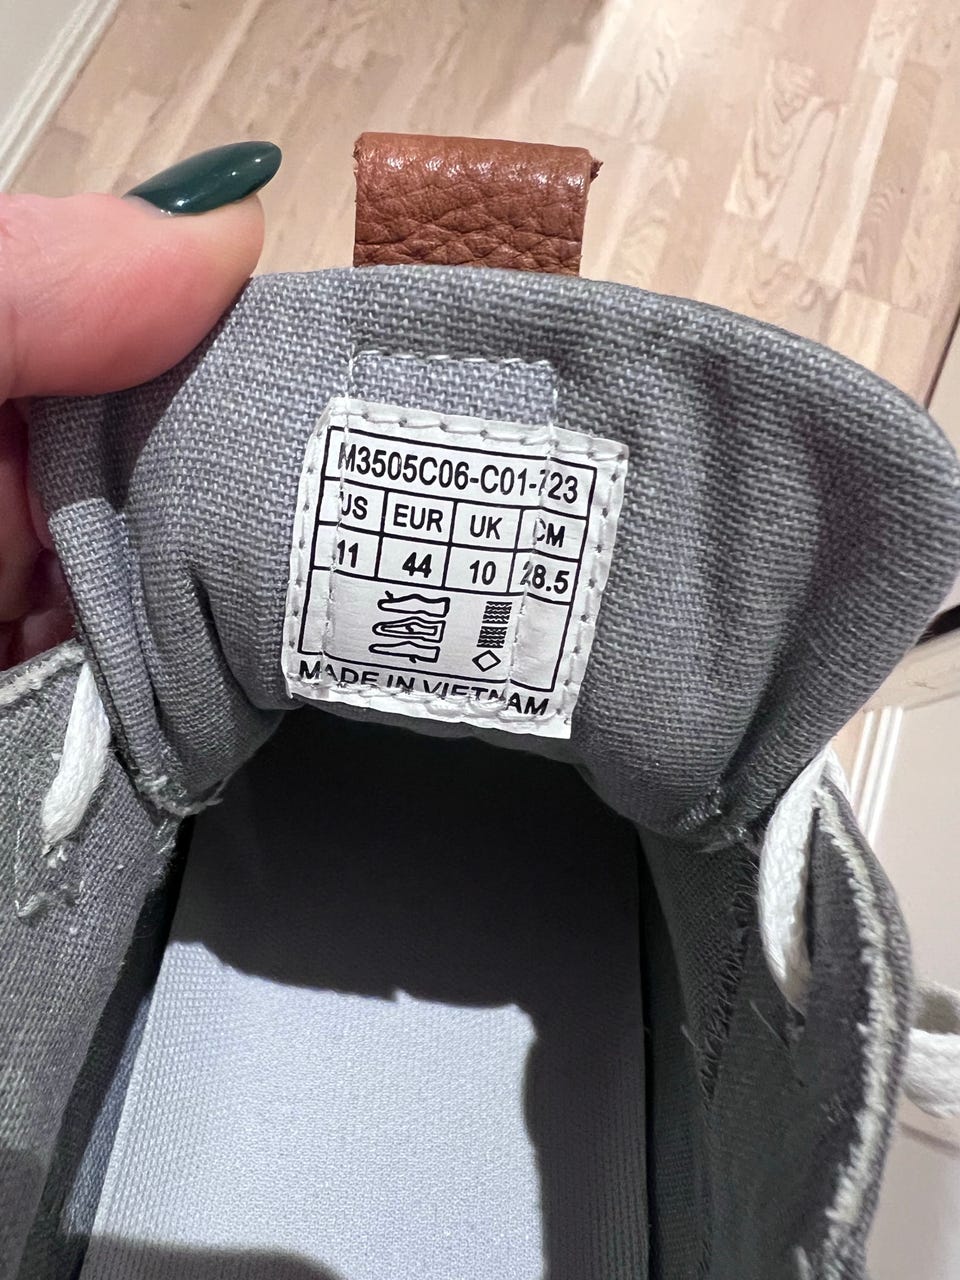 M3505C06-C01-723
US EUR UK CM
11 44 10 28.5
MADE IN VIETNAM